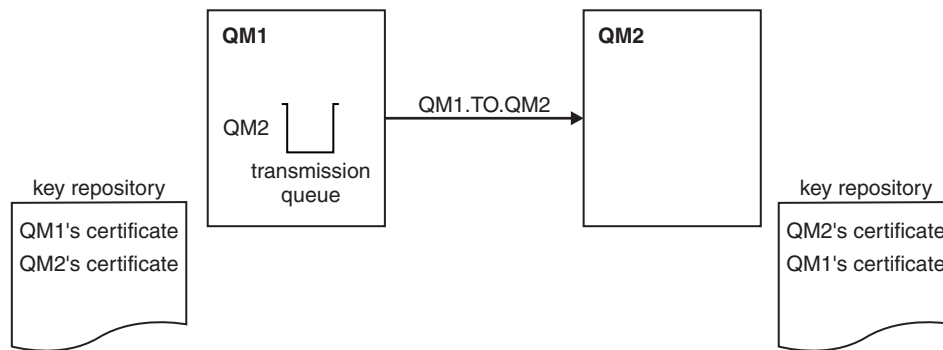 QM1
QM2
QM1.TO.QM2
QM2
transmission
queue
key repository
QM1's certificate
QM2's certificate
key repository
QM2's certificate
QM1's certificate